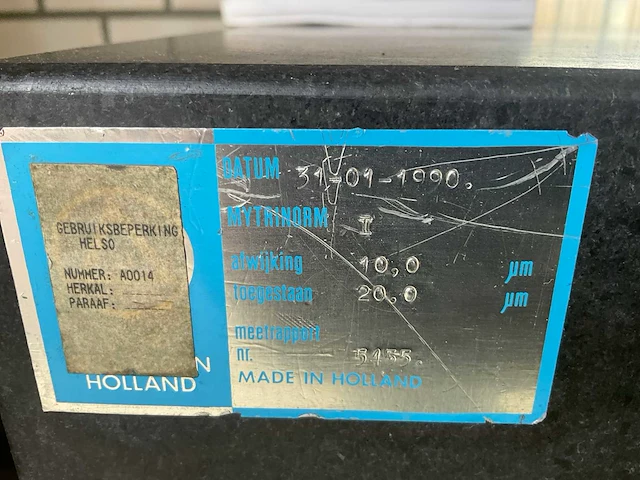 GEBRUIKSBEPERKING
HELSO
NUMMER: A0014
HERKAL:
PARAAF:
N
HOLLAND
DATUM 31-01-1990.
MYTRINORM I
afwijking 10,0 µm
toegestaan 20,0 µm
meetrapport
nr. 5455.
MADE IN HOLLAND